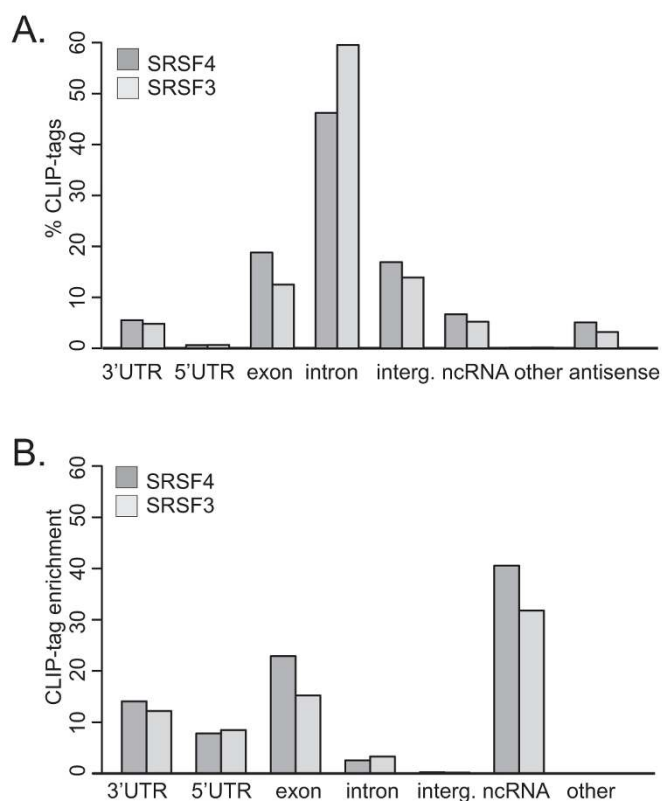 A.
% CLIP-tags
0 10 20 30 40 50 60
SRSF4
SRSF3
3'UTR 5'UTR exon intron interg. ncRNA other antisense
B.
CLIP-tag enrichment
0 10 20 30 40 50 60
SRSF4
SRSF3
3'UTR 5'UTR exon intron interg. ncRNA other